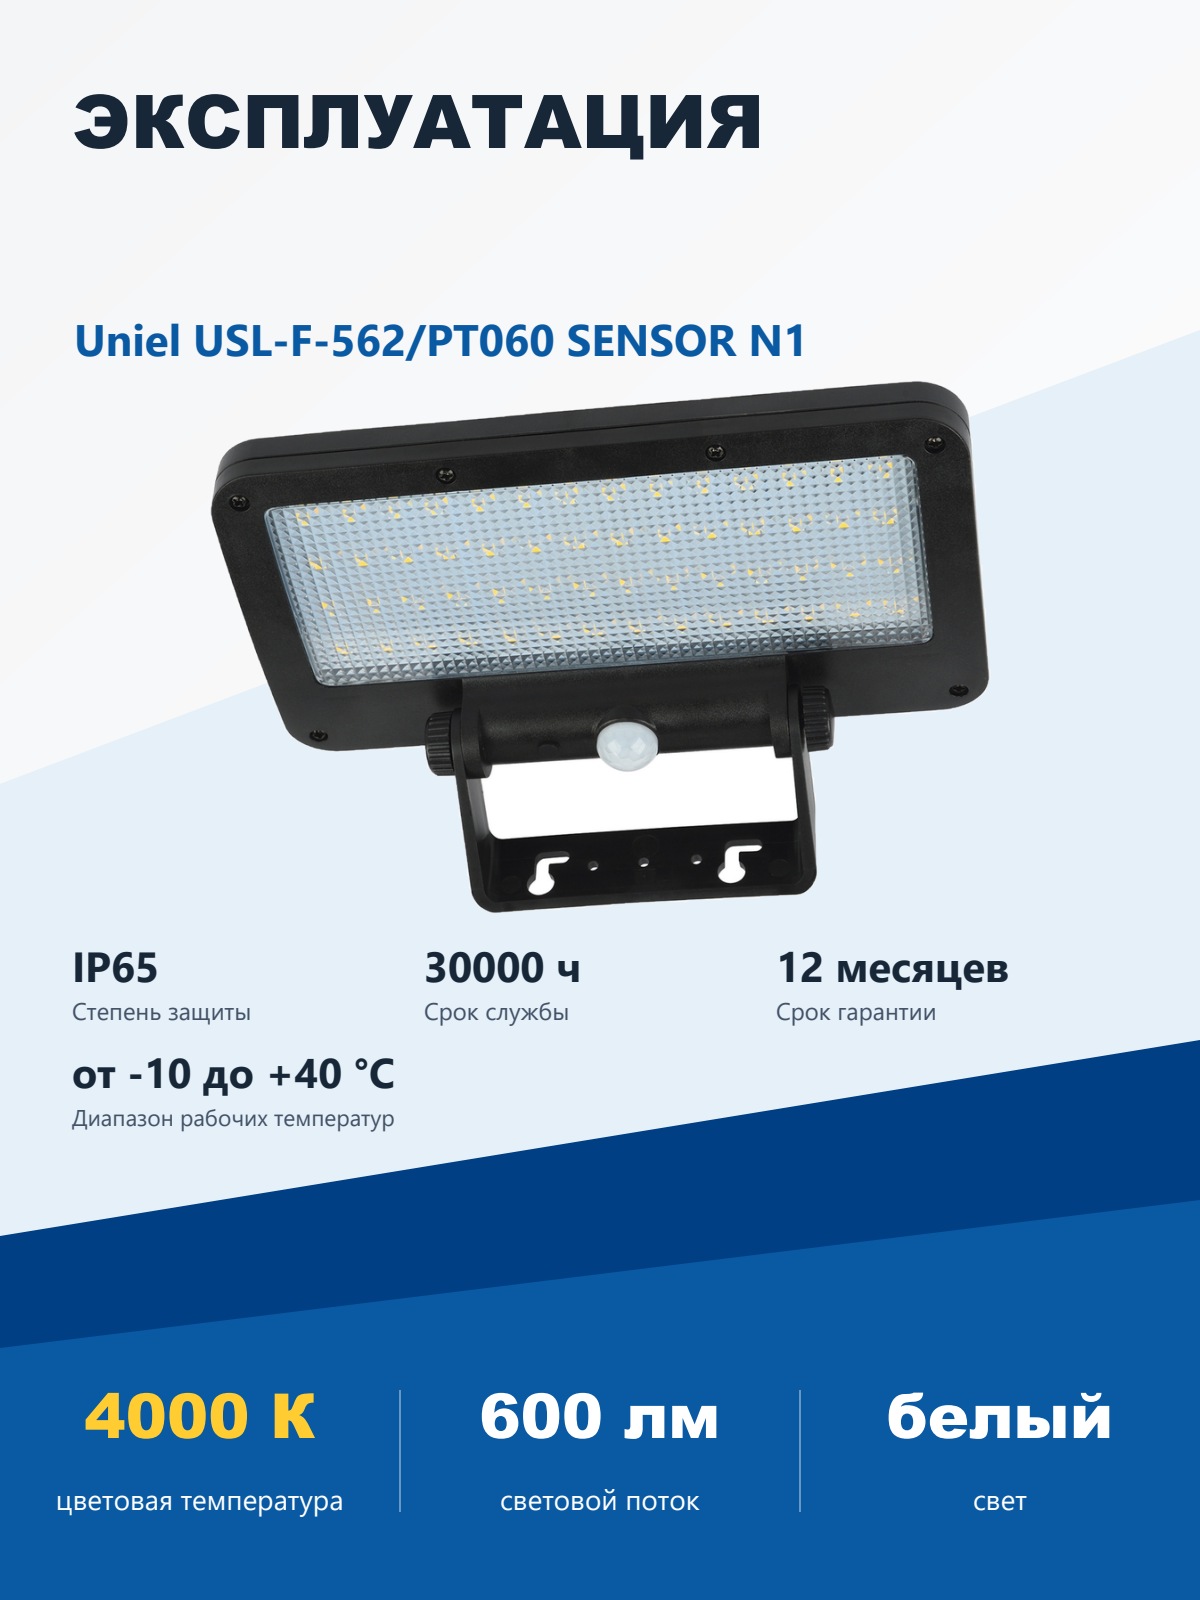 ЭКСПЛУАТАЦИЯ
Uniel USL-F-562/PT060 SENSOR N1
IP65
Степень защиты
30000 ч
Срок службы
12 месяцев
Срок гарантии
от -10 до +40 °C
Диапазон рабочих температур
4000 К
цветовая температура
600 лм
световой поток
белый
свет